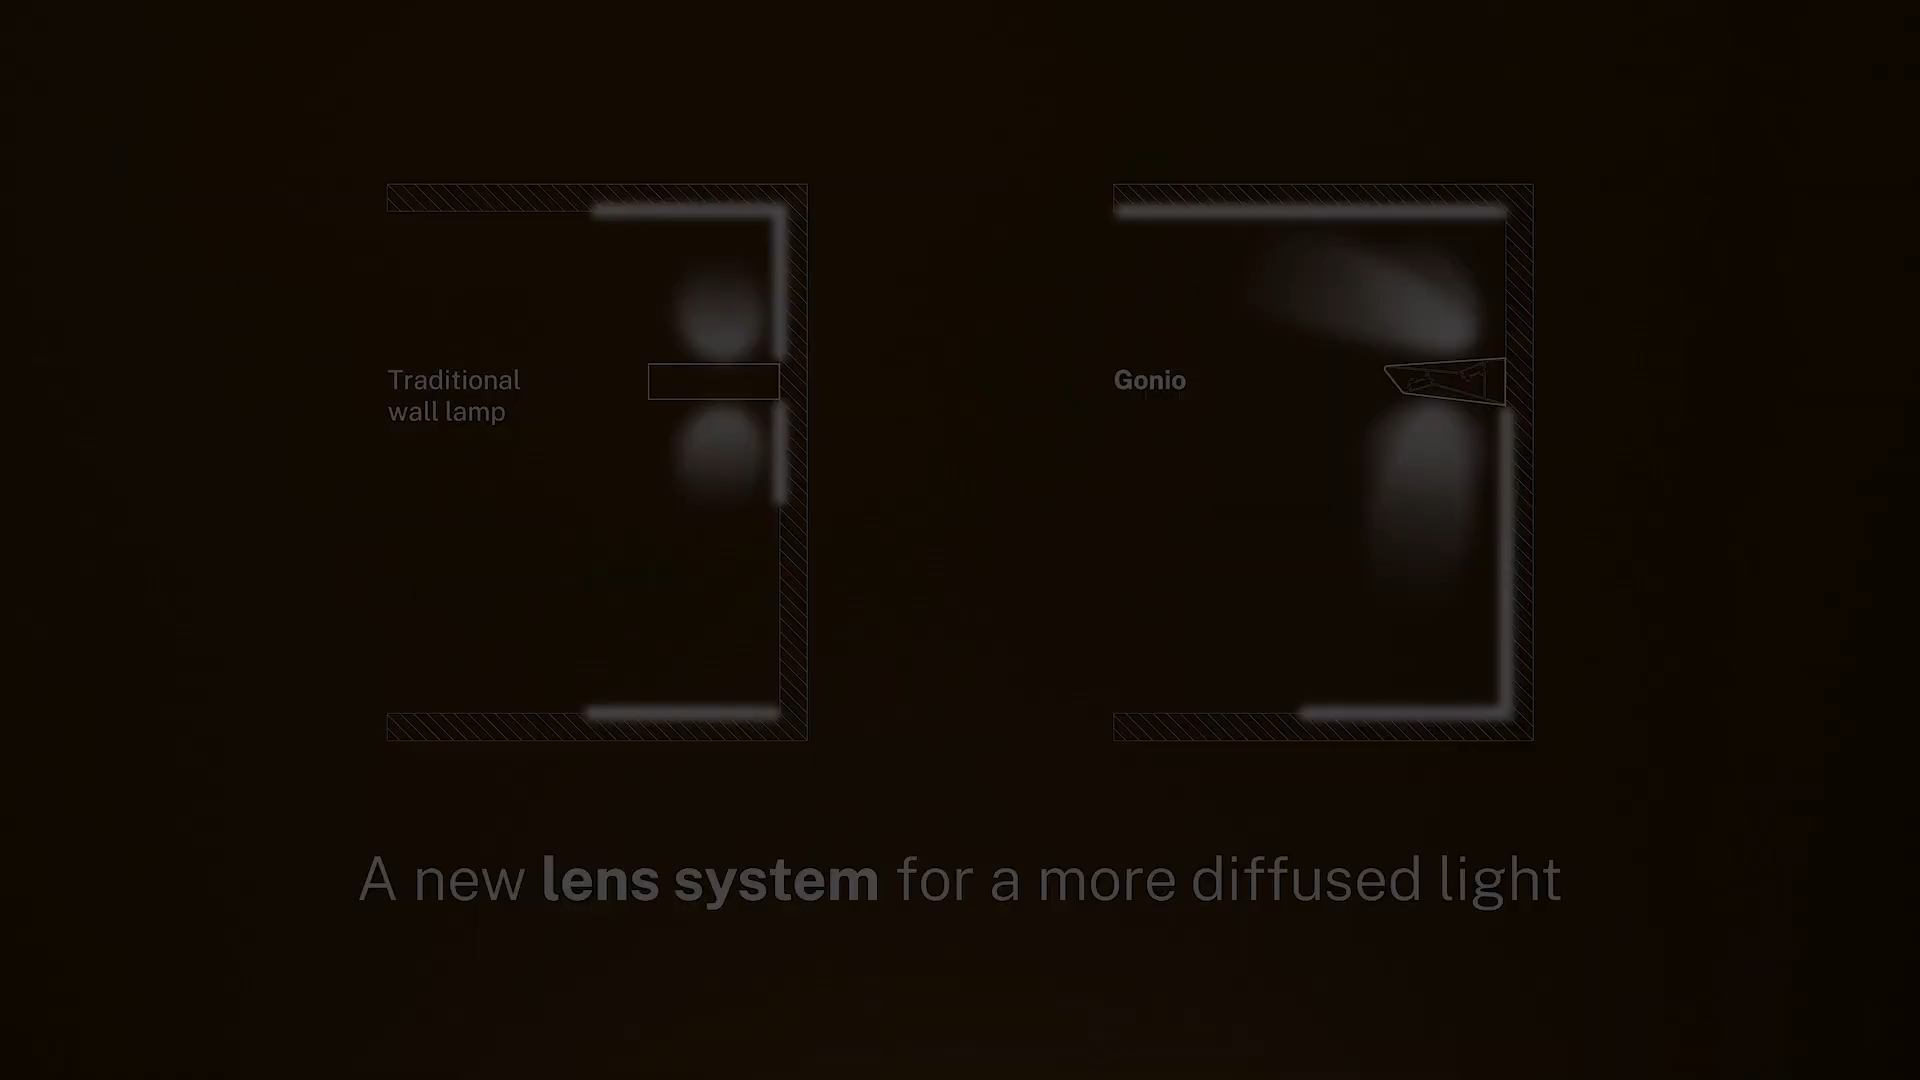 Traditional
wall lamp
Gonio
A new lens system for a more diffused light